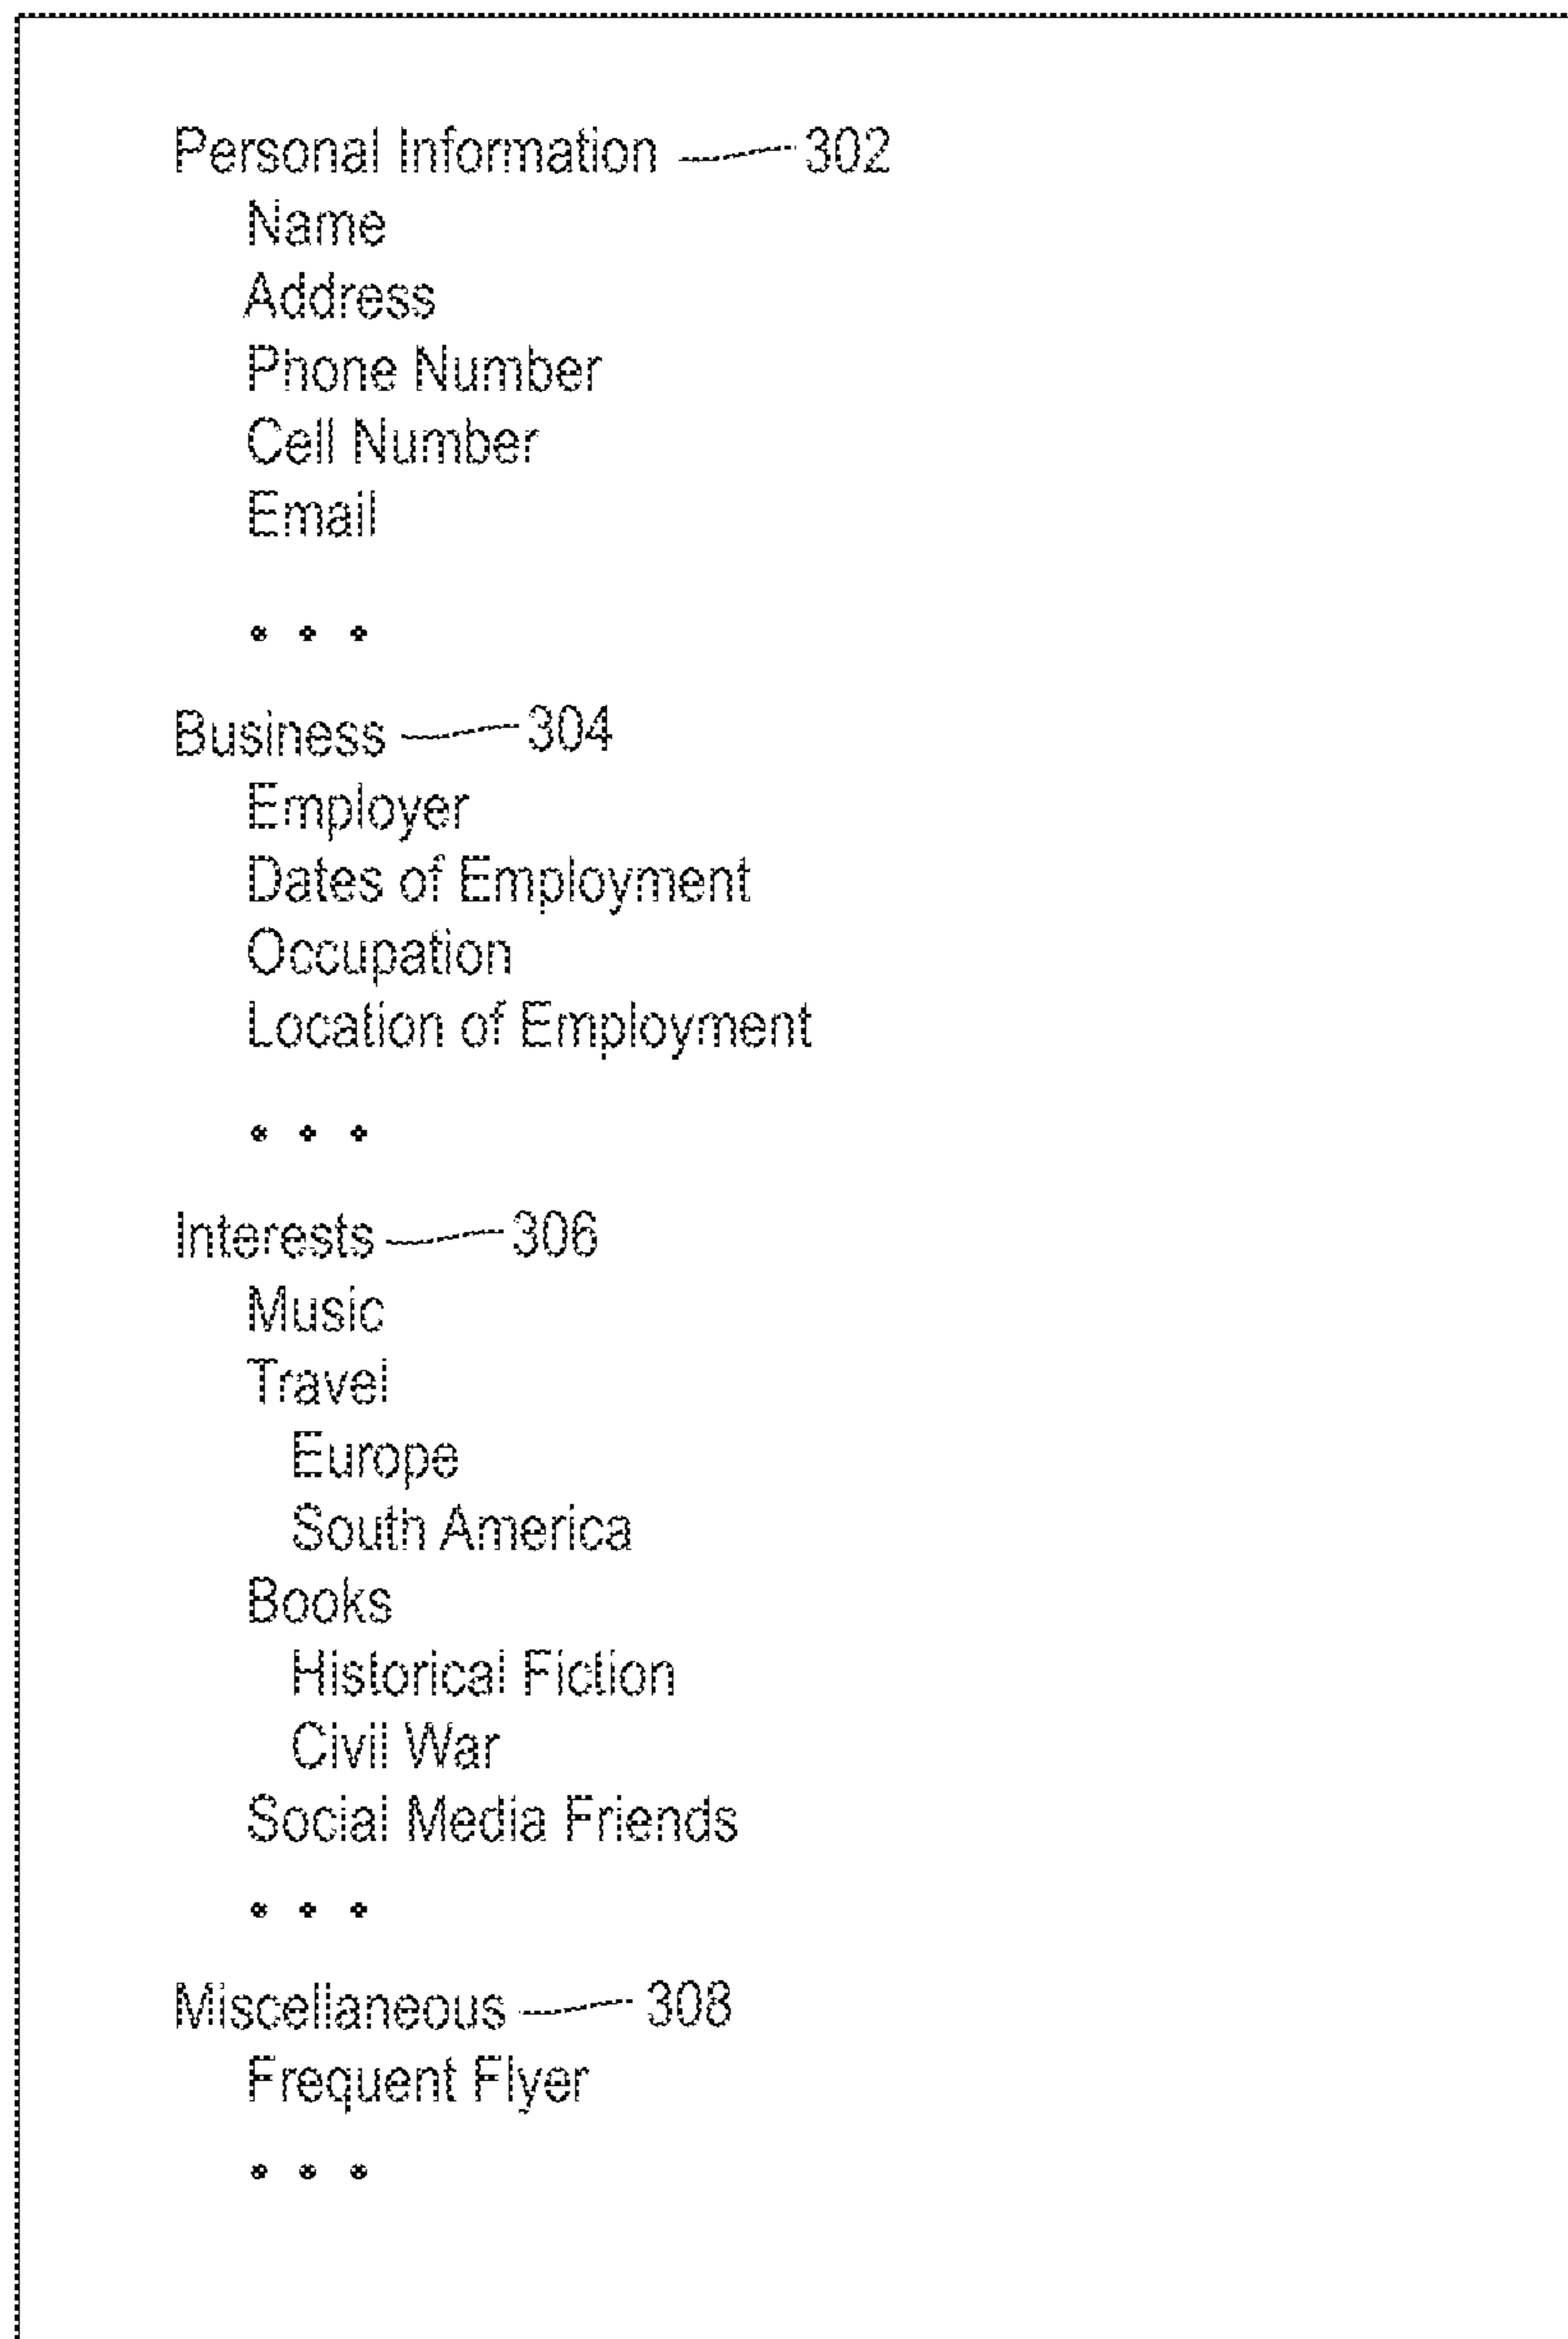 Personal Information 302
Name
Address
Phone Number
Cell Number
Email
• • •
Business 304
Employer
Dates of Employment
Occupation
Location of Employment
• • •
Interests 306
Music
Travel
Europe
South America
Books
Historical Fiction
Civil War
Social Media Friends
• • •
Miscellaneous 308
Frequent Flyer
• • •